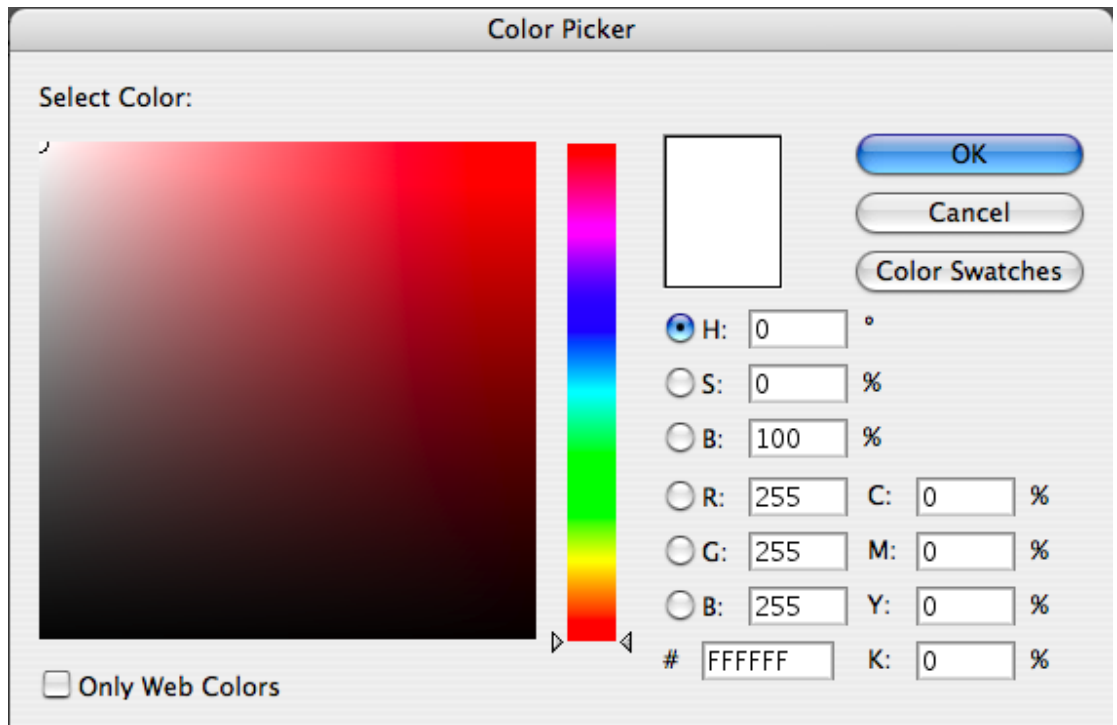 Color Picker
Select Color:
OK
Cancel
Color Swatches
H: 0 °
S: 0 %
B: 100 %
R: 255 C: 0 %
G: 255 M: 0 %
B: 255 Y: 0 %
# FFFFFF K: 0 %
Only Web Colors